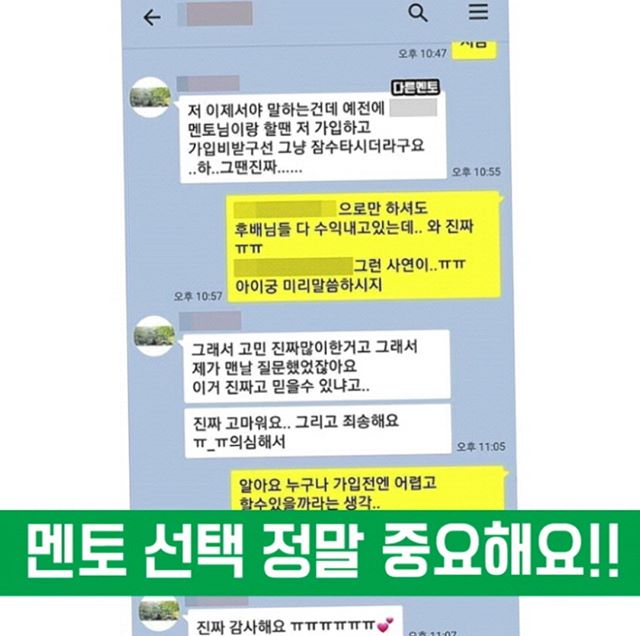 오후 10:47
다른멘토
저 이제서야 말하는건데 예전에
멘토님이랑 할땐 저 가입하고
가입비받구선 그냥 잠수타시더라구요
..하..그땐진짜......
오후 10:55
으로만 하셔도
후배님들 다 수익내고있는데.. 와 진짜
ㅠㅠ
그런 사연이..ㅠㅠ
아이궁 미리말씀하시지
오후 10:57
그래서 고민 진짜많이한거고 그래서
제가 맨날 질문했었잖아요
이거 진짜고 믿을수 있냐고..
진짜 고마워요.. 그리고 죄송해요
ㅠ_ㅠ의심해서
오후 11:05
알아요 누구나 가입전엔 어렵고
할수있을까라는 생각..
멘토 선택 정말 중요해요!!
진짜 감사해요 ㅠㅠㅠㅠㅠㅠ💕
오후 11:07